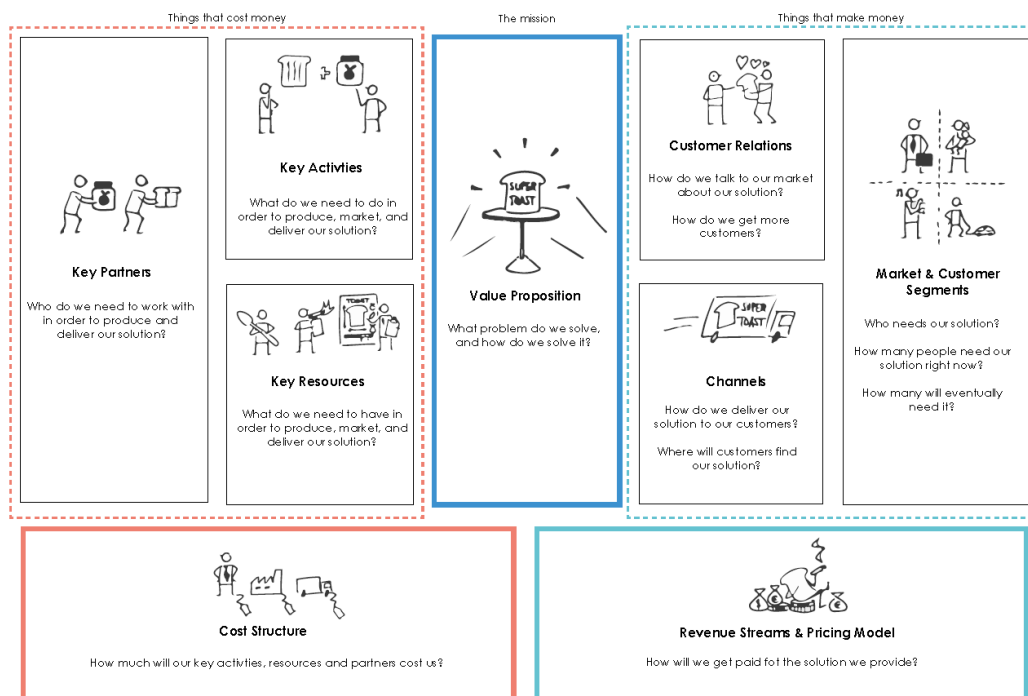 Things that cost money
The mission
Things that make money
Key Partners
Who do we need to work with
in order to produce and
deliver our solution?
Key Activties
What do we need to do in
order to produce, market, and
deliver our solution?
TOAST
Key Resources
What do we need to have in
order to produce, market, and
deliver our solution?
SUPER
TOAST
Value Proposition
What problem do we solve,
and how do we solve it?
Customer Relations
How do we talk to our market
about our solution?
How do we get more
customers?
SUPER
TOAST
Channels
How do we deliver our
solution to our customers?
Where will customers find
our solution?
Market & Customer
Segments
Who needs our solution?
How many people need our
solution right now?
How many will eventually
need it?
Cost Structure
How much will our key activties, resources and partners cost us?
$ € €
Revenue Streams & Pricing Model
How will we get paid fot the solution we provide?